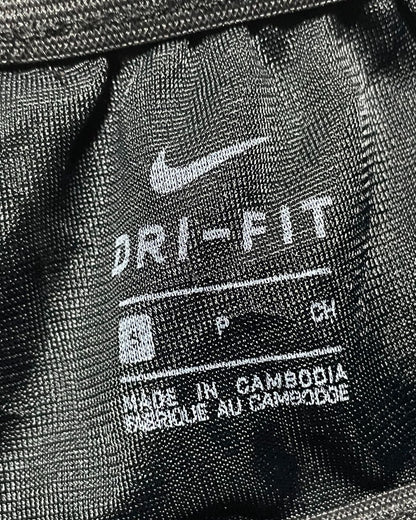 DRI-FIT
S P CH
MADE IN CAMBODIA
FABRIQUE AU CAMBODGE